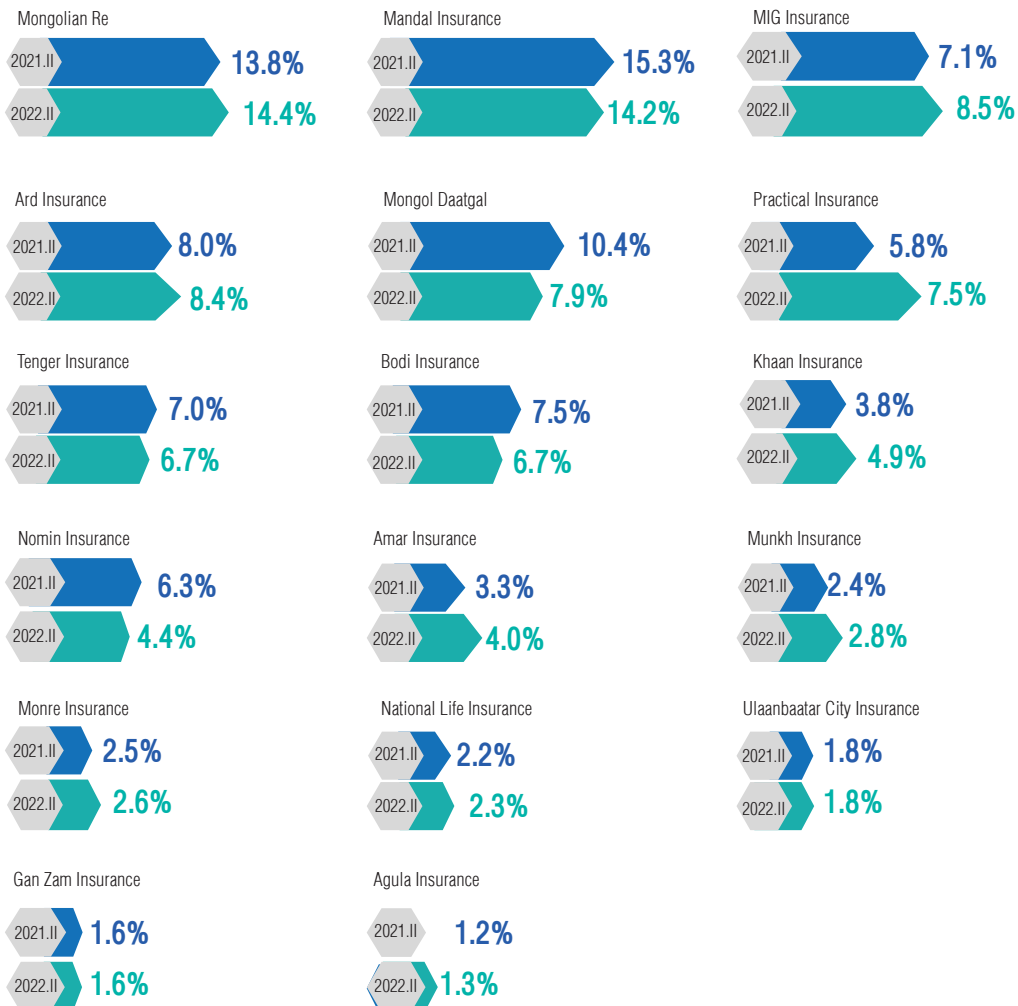 Mongolian Re
2021.II
13.8%
2022.II
14.4%
Mandal Insurance
2021.II
15.3%
2022.II
14.2%
MIG Insurance
2021.II
7.1%
2022.II
8.5%
Ard Insurance
2021.II
8.0%
2022.II
8.4%
Mongol Daatgal
2021.II
10.4%
2022.II
7.9%
Practical Insurance
2021.II
5.8%
2022.II
7.5%
Tenger Insurance
2021.II
7.0%
2022.II
6.7%
Bodi Insurance
2021.II
7.5%
2022.II
6.7%
Khaan Insurance
2021.II
3.8%
2022.II
4.9%
Nomin Insurance
2021.II
6.3%
2022.II
4.4%
Amar Insurance
2021.II
3.3%
2022.II
4.0%
Munkh Insurance
2021.II
2.4%
2022.II
2.8%
Monre Insurance
2021.II
2.5%
2022.II
2.6%
National Life Insurance
2021.II
2.2%
2022.II
2.3%
Ulaanbaatar City Insurance
2021.II
1.8%
2022.II
1.8%
Gan Zam Insurance
2021.II
1.6%
2022.II
1.6%
Agula Insurance
2021.II
1.2%
2022.II
1.3%